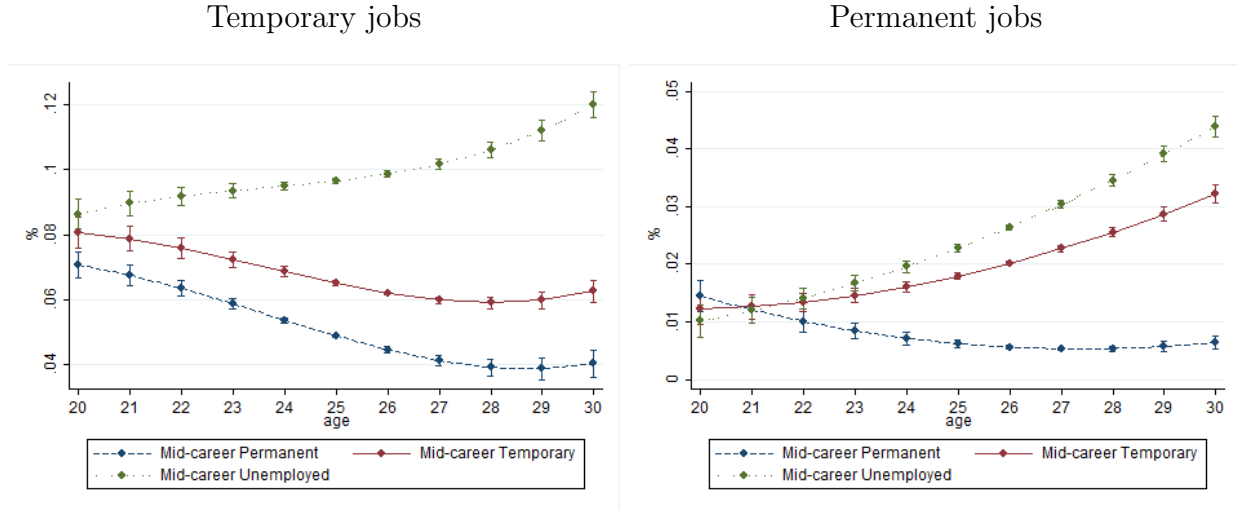 Temporary jobs
Permanent jobs
%
.12
.1
.08
.06
.04
20 21 22 23 24 25 26 27 28 29 30
age
Mid-career Permanent
Mid-career Temporary
Mid-career Unemployed
%
.05
.04
.03
.02
.01
0
20 21 22 23 24 25 26 27 28 29 30
age
Mid-career Permanent
Mid-career Temporary
Mid-career Unemployed